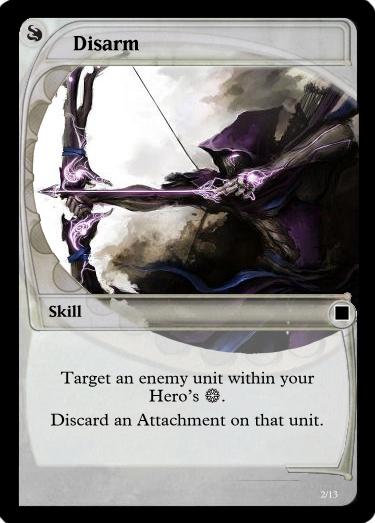 Disarm
Skill
Target an enemy unit within your
Hero's .
Discard an Attachment on that unit.
2/13